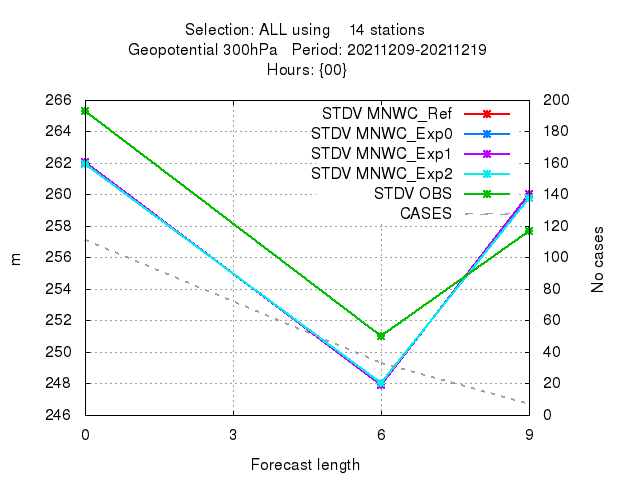 Selection: ALL using    14 stations
Geopotential 300hPa   Period: 20211209-20211219
Hours: {00}
266 200
264 180
262 160
260 140
258 120
256 100
254 80
252 60
250 40
248 20
246 0
STDV MNWC_Ref
STDV MNWC_Exp0
STDV MNWC_Exp1
STDV MNWC_Exp2
STDV OBS
CASES
m
No cases
0 3 6 9
Forecast length